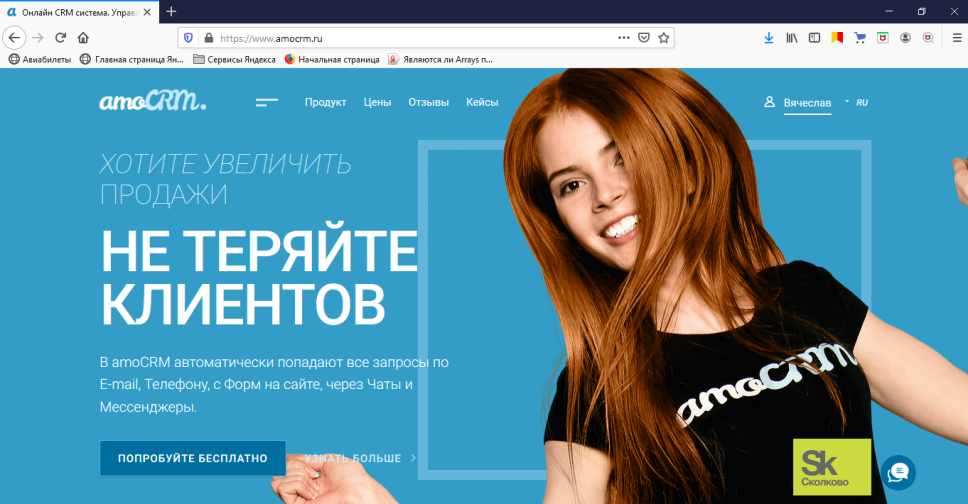 Онлайн CRM система. Управл
https://www.amocrm.ru
Авиабилеты
Главная страница Ян...
Сервисы Яндекса
Начальная страница
Являются ли Arrays п...
amoCRM.
Продукт
Цены
Отзывы
Кейсы
Вячеслав
RU
ХОТИТЕ УВЕЛИЧИТЬ
ПРОДАЖИ
НЕ ТЕРЯЙТЕ
КЛИЕНТОВ
В amoCRM автоматически попадают все запросы по
E-mail, Телефону, с Форм на сайте, через Чаты и
Мессенджеры.
amoCRM
ПОПРОБУЙТЕ БЕСПЛАТНО
УЗНАТЬ БОЛЬШЕ
Sk
Сколково